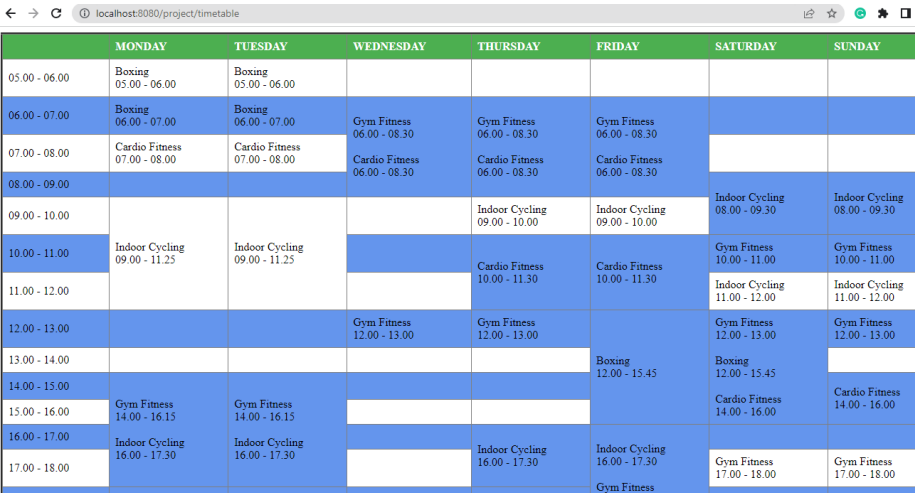 localhost:8080/project/timetable
MONDAY TUESDAY WEDNESDAY THURSDAY FRIDAY SATURDAY SUNDAY
05.00 - 06.00
Boxing
05.00 - 06.00
Boxing
05.00 - 06.00
06.00 - 07.00
Boxing
06.00 - 07.00
Boxing
06.00 - 07.00
Gym Fitness
06.00 - 08.30
Cardio Fitness
06.00 - 08.30
Gym Fitness
06.00 - 08.30
Cardio Fitness
06.00 - 08.30
Gym Fitness
06.00 - 08.30
Cardio Fitness
06.00 - 08.30
07.00 - 08.00
Cardio Fitness
07.00 - 08.00
Cardio Fitness
07.00 - 08.00
08.00 - 09.00
Indoor Cycling
08.00 - 09.30
Indoor Cycling
08.00 - 09.30
09.00 - 10.00
Indoor Cycling
09.00 - 11.25
Indoor Cycling
09.00 - 11.25
Indoor Cycling
09.00 - 10.00
Indoor Cycling
09.00 - 10.00
10.00 - 11.00
Cardio Fitness
10.00 - 11.30
Cardio Fitness
10.00 - 11.30
Gym Fitness
10.00 - 11.00
Gym Fitness
10.00 - 11.00
11.00 - 12.00
Indoor Cycling
11.00 - 12.00
Indoor Cycling
11.00 - 12.00
12.00 - 13.00
Gym Fitness
12.00 - 13.00
Gym Fitness
12.00 - 13.00
Boxing
12.00 - 15.45
Gym Fitness
12.00 - 13.00
Boxing
12.00 - 15.45
Cardio Fitness
14.00 - 16.00
Gym Fitness
12.00 - 13.00
13.00 - 14.00
14.00 - 15.00
Gym Fitness
14.00 - 16.15
Indoor Cycling
16.00 - 17.30
Gym Fitness
14.00 - 16.15
Indoor Cycling
16.00 - 17.30
Cardio Fitness
14.00 - 16.00
15.00 - 16.00
16.00 - 17.00
Indoor Cycling
16.00 - 17.30
Indoor Cycling
16.00 - 17.30
Gym Fitness
17.00 - 18.00
Gym Fitness
17.00 - 18.00
Gym Fitness
17.00 - 18.00